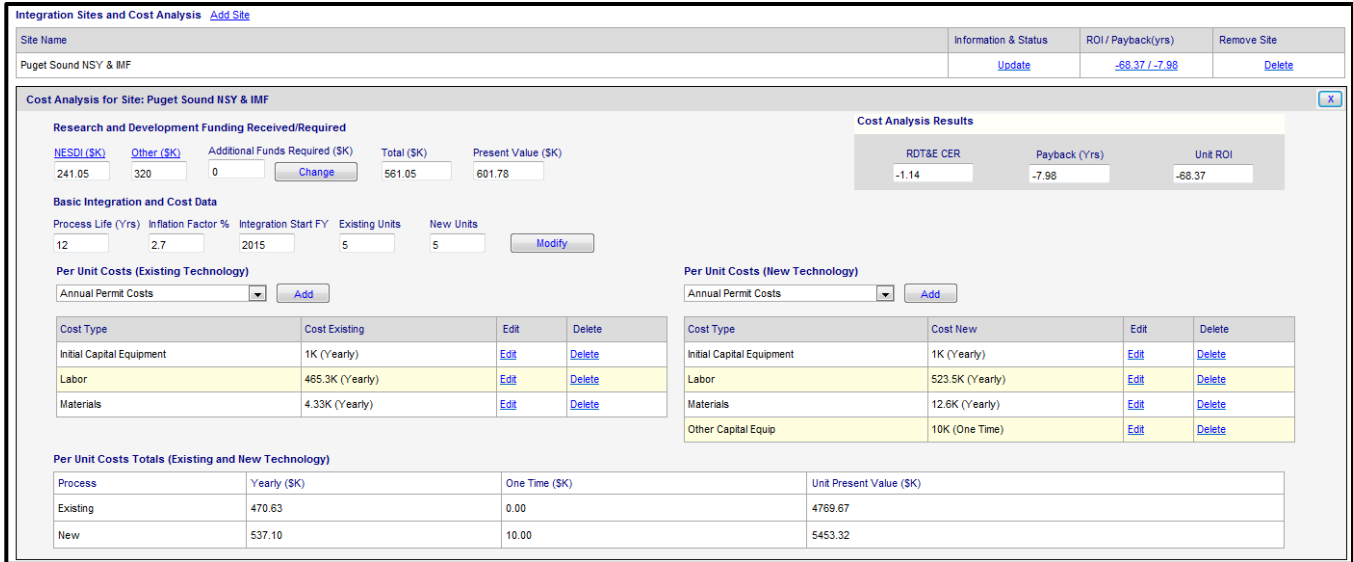 Integration Sites and Cost Analysis Add Site
Site Name Information & Status ROI / Payback(yrs) Remove Site
Puget Sound NSY & IMF Update -68.37 / -7.98 Delete
Cost Analysis for Site: Puget Sound NSY & IMF X
Research and Development Funding Received/Required Cost Analysis Results
NESDI ($K) Other ($K) Additional Funds Required ($K) Total ($K) Present Value ($K) RDT&E CER Payback (Yrs) Unit ROI
241.05 320 0 Change 561.05 601.78 -1.14 -7.98 -68.37
Basic Integration and Cost Data
Process Life (Yrs) Inflation Factor % Integration Start FY Existing Units New Units
12 2.7 2015 5 5 Modify
Per Unit Costs (Existing Technology) Per Unit Costs (New Technology)
Annual Permit Costs Add Annual Permit Costs Add
Cost Type Cost Existing Edit Delete Cost Type Cost New Edit Delete
Initial Capital Equipment 1K (Yearly) Edit Delete Initial Capital Equipment 1K (Yearly) Edit Delete
Labor 465.3K (Yearly) Edit Delete Labor 523.5K (Yearly) Edit Delete
Materials 4.33K (Yearly) Edit Delete Materials 12.6K (Yearly) Edit Delete
Other Capital Equip 10K (One Time) Edit Delete
Per Unit Costs Totals (Existing and New Technology)
Process Yearly ($K) One Time ($K) Unit Present Value ($K)
Existing 470.63 0.00 4769.67
New 537.10 10.00 5453.32